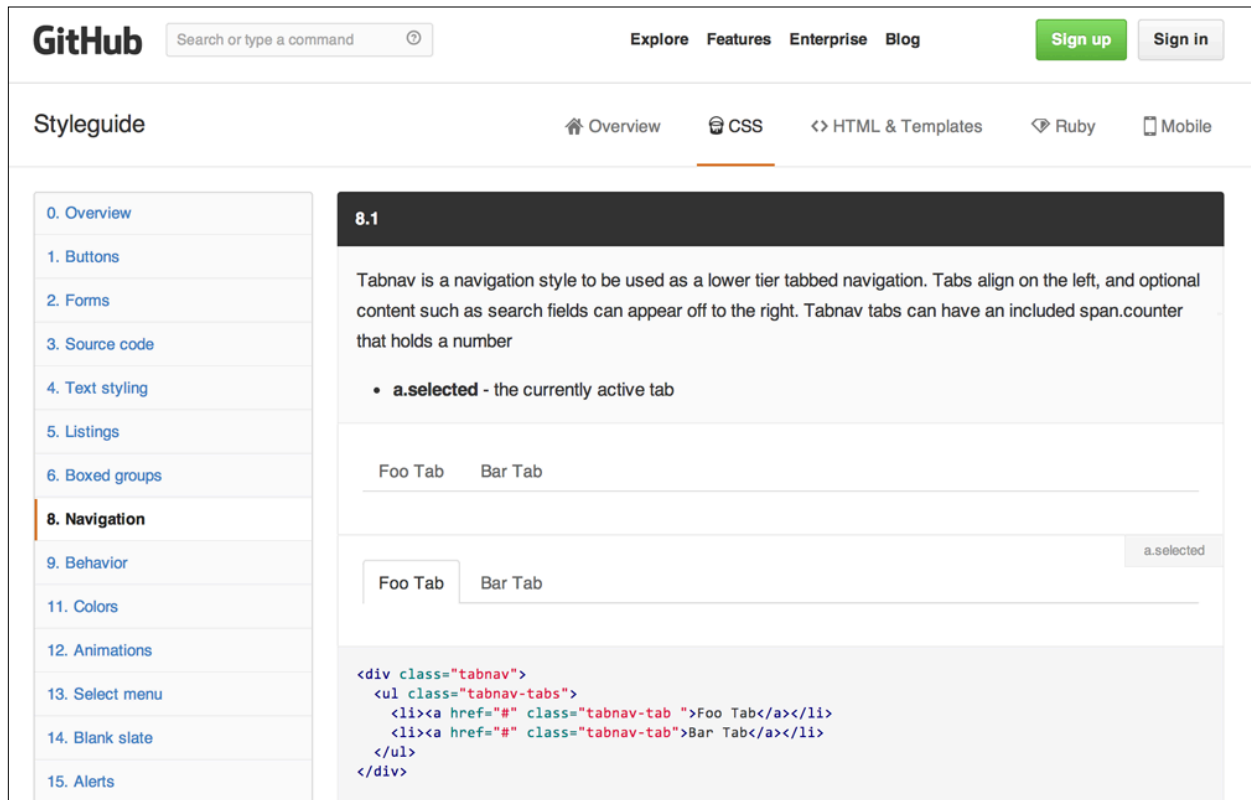 GitHub
Search or type a command
Explore Features Enterprise Blog
Sign up
Sign in
Styleguide
Overview
CSS
<> HTML & Templates
Ruby
Mobile
0. Overview
1. Buttons
2. Forms
3. Source code
4. Text styling
5. Listings
6. Boxed groups
8. Navigation
9. Behavior
11. Colors
12. Animations
13. Select menu
14. Blank slate
15. Alerts
8.1
Tabnav is a navigation style to be used as a lower tier tabbed navigation. Tabs align on the left, and optional
content such as search fields can appear off to the right. Tabnav tabs can have an included span.counter
that holds a number
• a.selected - the currently active tab
Foo Tab Bar Tab
a.selected
Foo Tab Bar Tab
<div class="tabnav">
  <ul class="tabnav-tabs">
    <li><a href="#" class="tabnav-tab ">Foo Tab</a></li>
    <li><a href="#" class="tabnav-tab">Bar Tab</a></li>
  </ul>
</div>